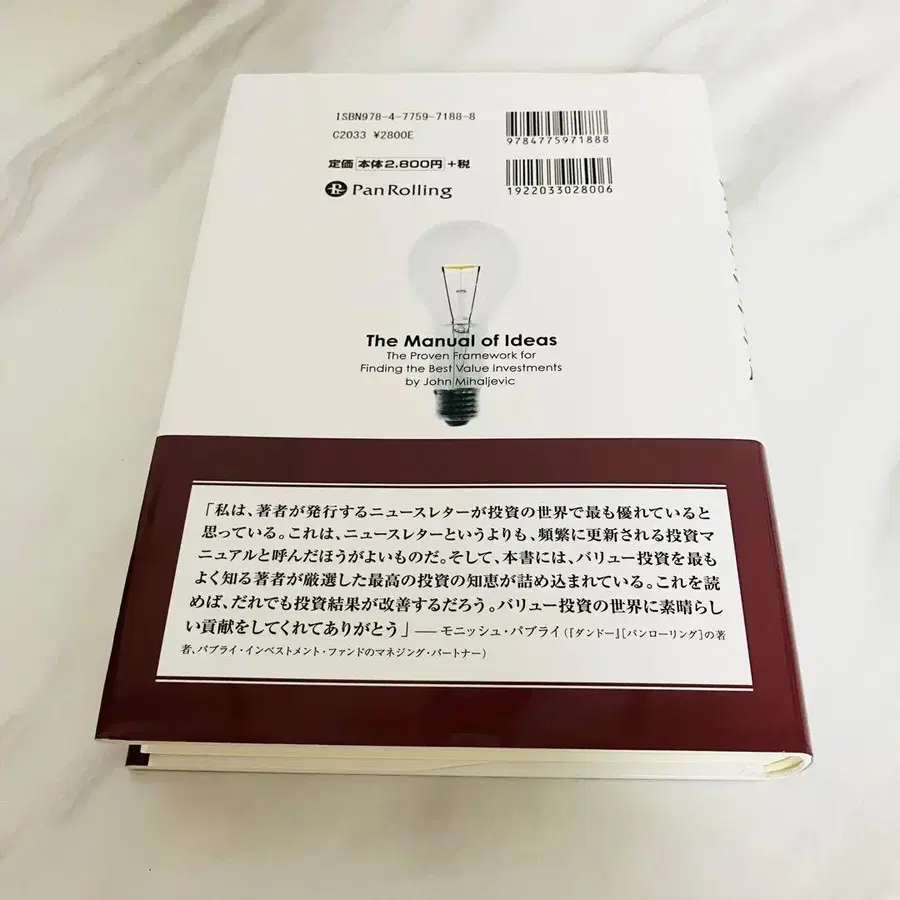 ISBN978-4-7759-7188-8
C2033 ¥2800E
定価 本体2,800円 +税
PanRolling
9784775971888
1922033028006
The Manual of Ideas
The Proven Framework for
Finding the Best Value Investments
by John Mihaljevic
「私は、著者が発行するニュースレターが投資の世界で最も優れていると
思っている。これは、ニュースレターというよりも、頻繁に更新される投資マ
ニュアルと呼んだほうがよいものだ。そして、本書には、バリュー投資を最も
よく知る著者が厳選した最高の投資の知恵が詰め込まれている。これを読
めば、だれでも投資結果が改善するだろう。バリュー投資の世界に素晴らし
い貢献をしてくれてありがとう」── モニッシュ・パブライ(『ダンドー』[パンローリング]の著
者、パブライ・インベストメント・ファンドのマネジング・パートナー)